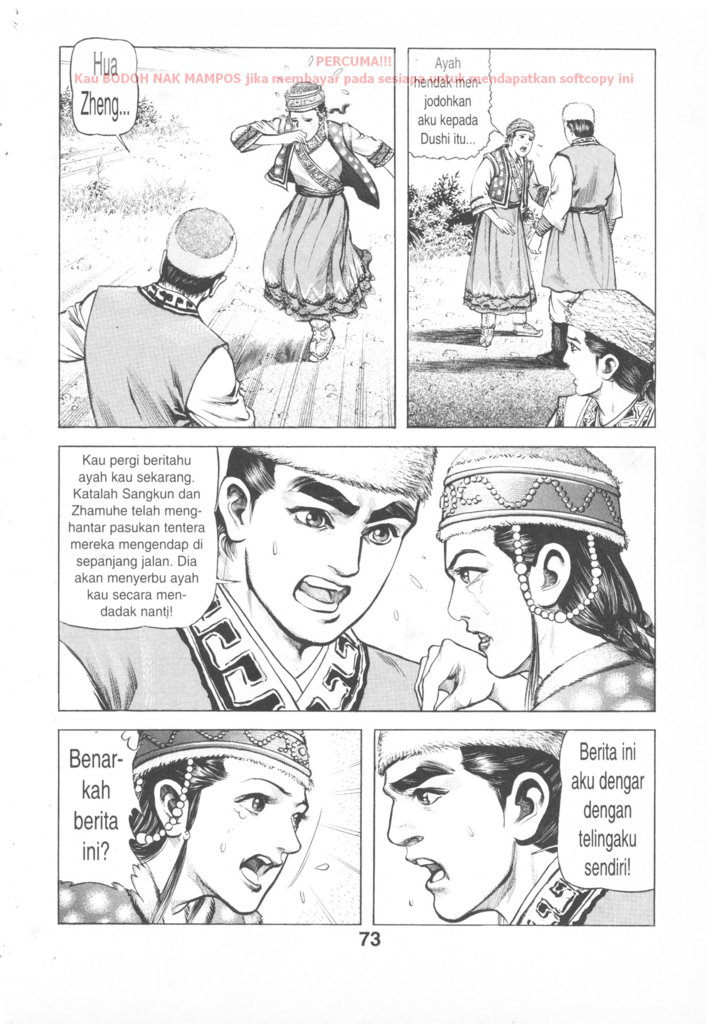 PERCUMA!!!
Kau BODOH NAK MAMPOS jika membayar pada sesiapa untuk mendapatkan softcopy ini
Hua
Zheng...
Ayah
hendak men-
jodohkan
aku kepada
Dushi itu...
Kau pergi beritahu
ayah kau sekarang.
Katalah Sangkun dan
Zhamuhe telah meng-
hantar pasukan tentera
mereka mengendap di
sepanjang jalan. Dia
akan menyerbu ayah
kau secara men-
dadak nanti!
Benar-
kah
berita
ini?
Berita ini
aku dengar
dengan
telingaku
sendiri!
73